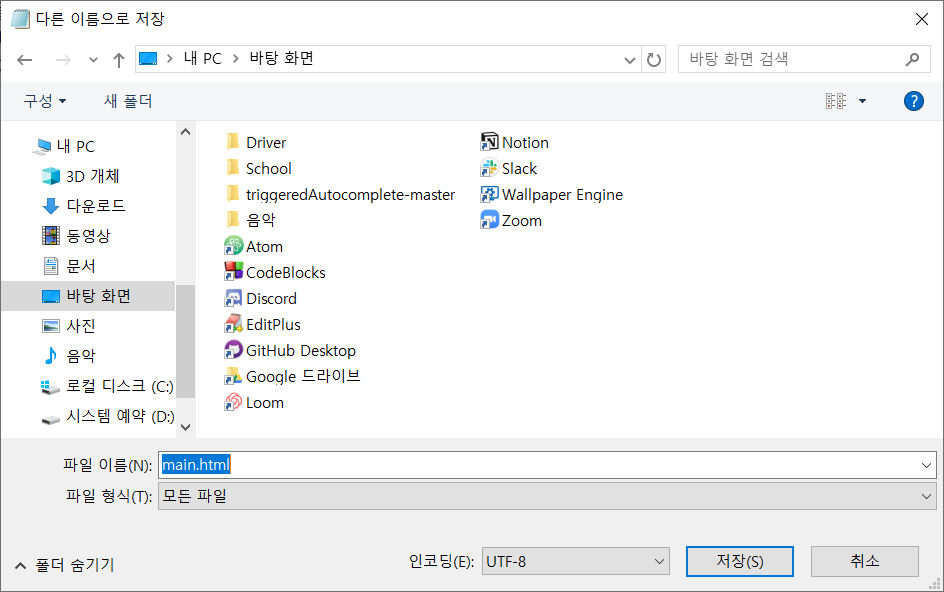 다른 이름으로 저장
내 PC > 바탕 화면
바탕 화면 검색
구성
새 폴더
?
내 PC
3D 개체
다운로드
동영상
문서
바탕 화면
사진
음악
로컬 디스크 (C:)
시스템 예약 (D:)
Driver
School
triggeredAutocomplete-master
음악
Atom
CodeBlocks
Discord
EditPlus
GitHub Desktop
Google 드라이브
Loom
Notion
Slack
Wallpaper Engine
Zoom
파일 이름(N): main.html
파일 형식(T): 모든 파일
폴더 숨기기
인코딩(E): UTF-8
저장(S)
취소